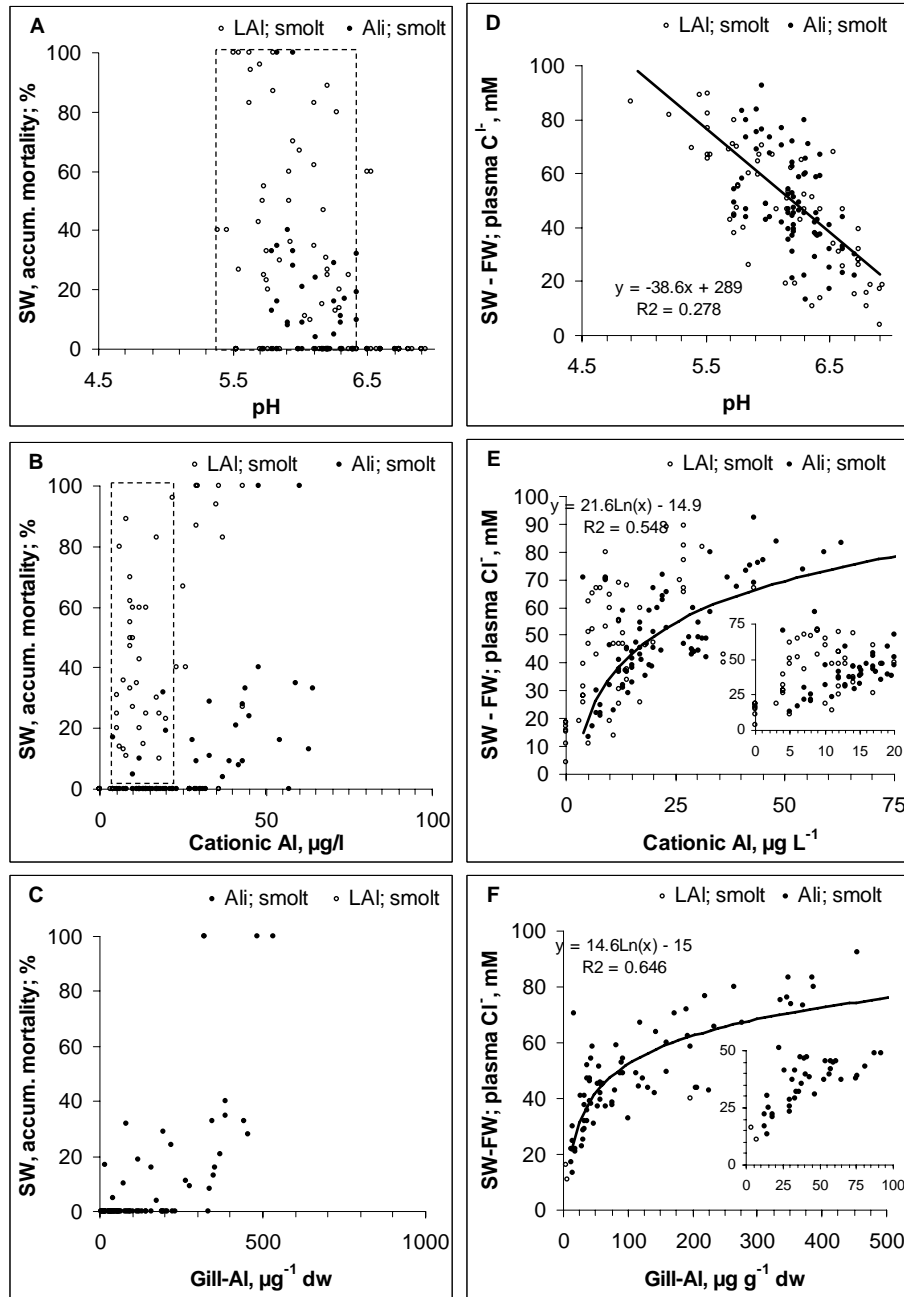 A
LAl; smolt
Ali; smolt
SW, accum. mortality; %
100
80
60
40
20
0
4.5
5.5
6.5
pH
D
LAl; smolt
Ali; smolt
SW - FW; plasma Cl-, mM
100
80
60
40
20
0
y = -38.6x + 289
R2 = 0.278
4.5
5.5
6.5
pH
B
LAl; smolt
Ali; smolt
SW, accum. mortality; %
100
80
60
40
20
0
0
50
100
Cationic Al, µg/l
E
LAl; smolt
Ali; smolt
SW - FW; plasma Cl-, mM
100
90
80
70
60
50
40
30
20
10
0
y = 21.6Ln(x) - 14.9
R2 = 0.548
75
50
25
0
0
5
10
15
20
0
25
50
75
Cationic Al, µg L-1
C
Ali; smolt
LAl; smolt
SW, accum. mortality; %
100
80
60
40
20
0
0
500
1000
Gill-Al, µg-1 dw
F
LAl; smolt
Ali; smolt
SW-FW; plasma Cl-, mM
100
80
60
40
20
0
y = 14.6Ln(x) - 15
R2 = 0.646
50
25
0
0
25
50
75
100
0
100
200
300
400
500
Gill-Al, µg g-1 dw